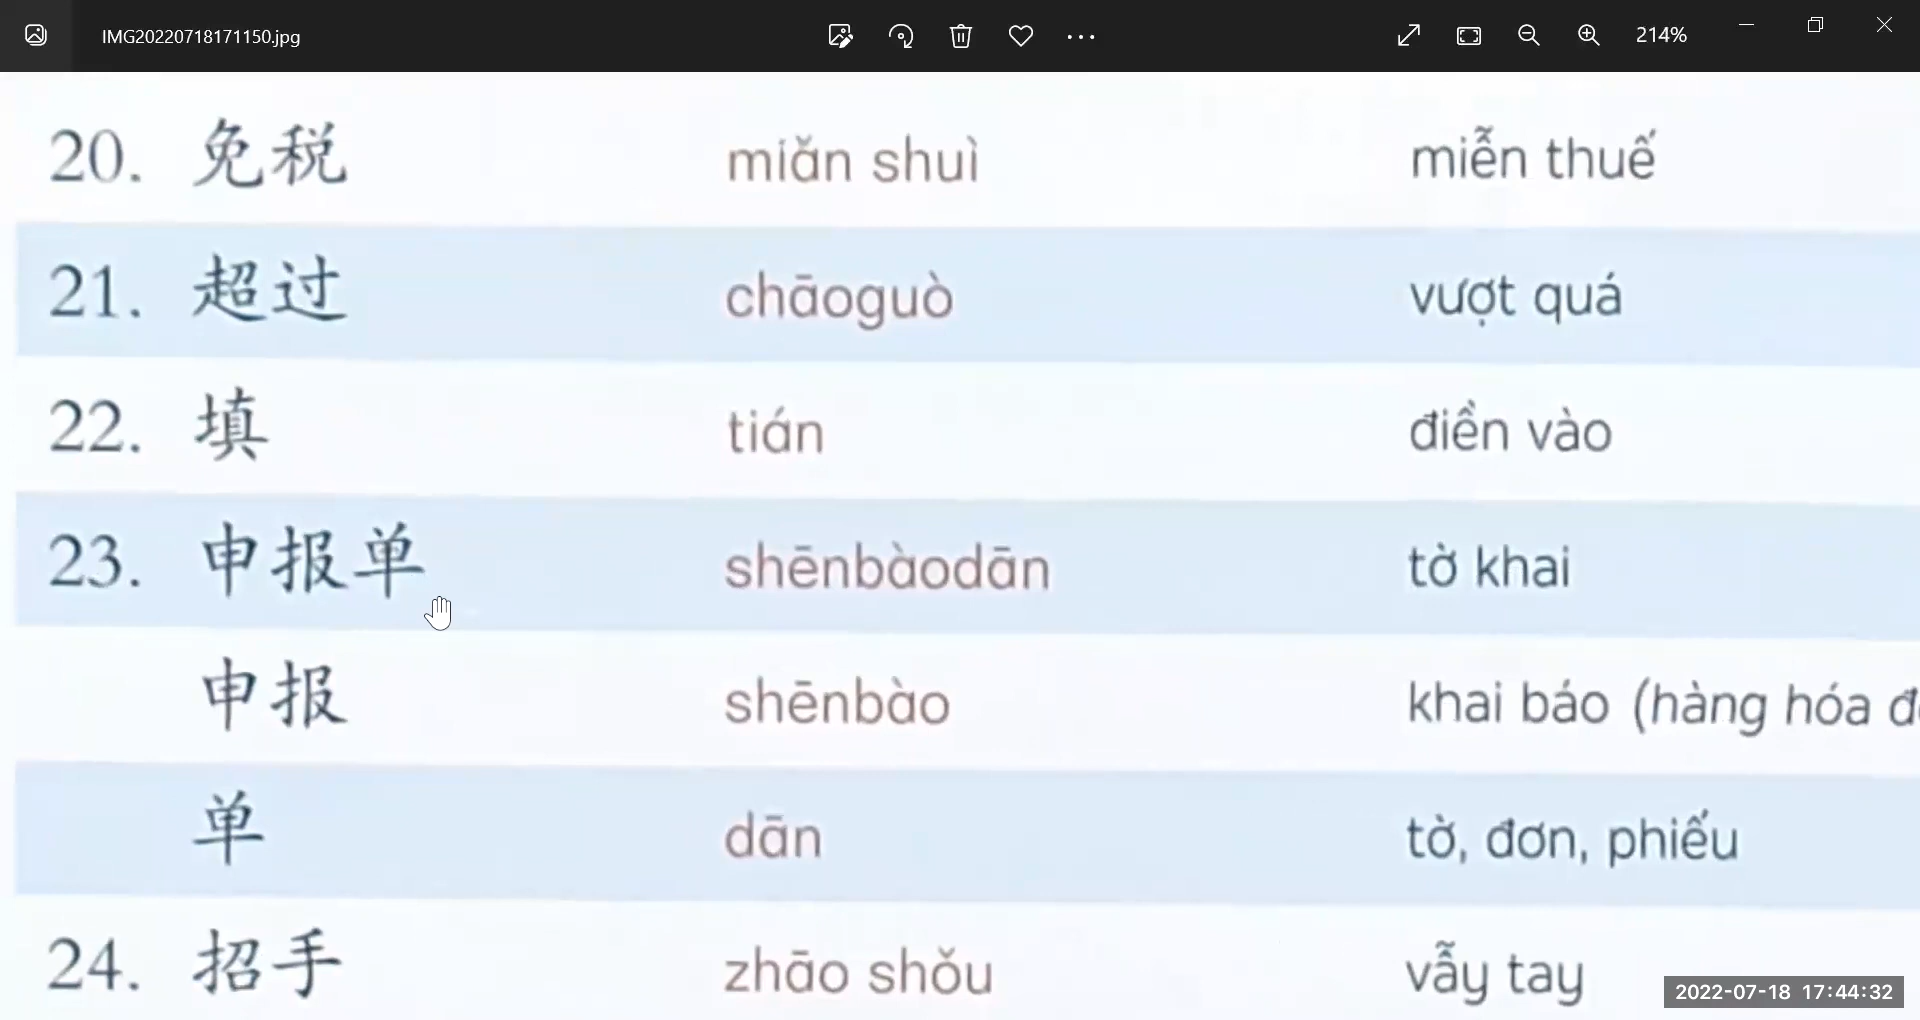 IMG20220718171150.jpg
214%
20. 免税 miǎn shuì miễn thuế
21. 超过 chāoguò vượt quá
22. 填 tián điền vào
23. 申报单 shēnbàodān tờ khai
申报 shēnbào khai báo (hàng hóa
单 dān tờ, đơn, phiếu
24. 招手 zhāo shǒu vẫy tay
2022-07-18 17:44:32